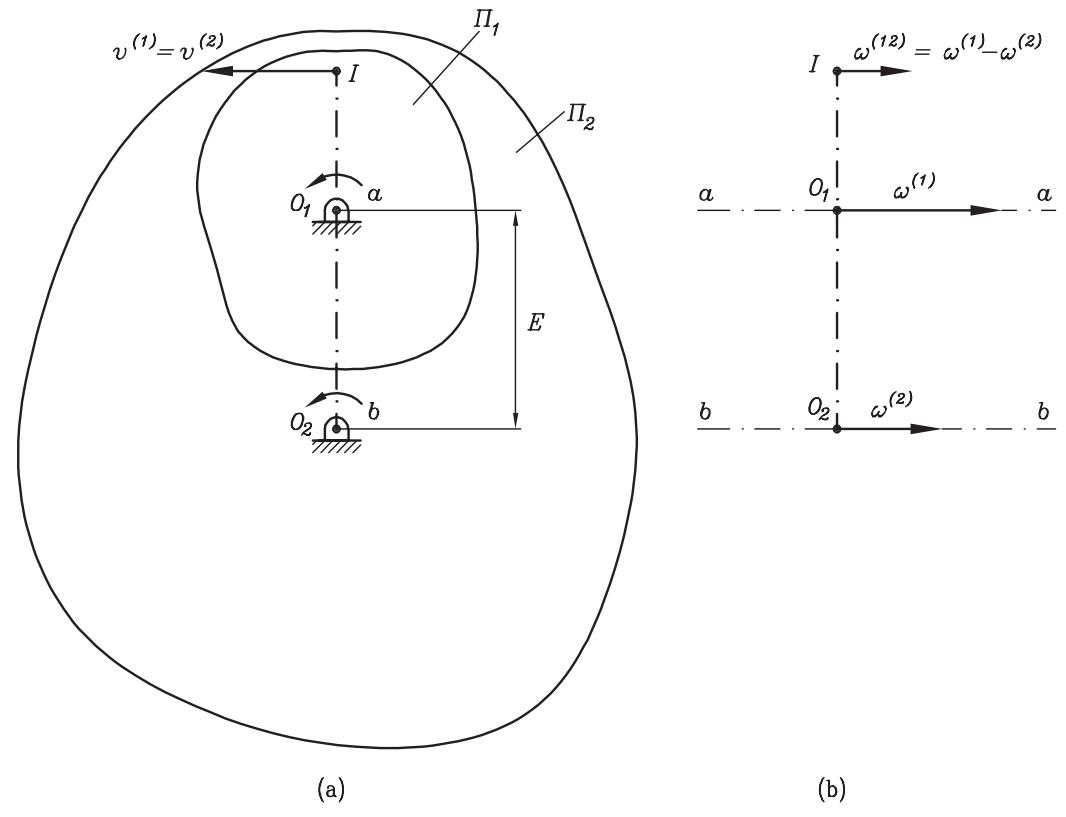 Π₁
υ⁽¹⁾=υ⁽²⁾
I
Π₂
O₁ a
E
O₂ b
(a)
I ω⁽¹²⁾ = ω⁽¹⁾−ω⁽²⁾
a O₁ ω⁽¹⁾ a
b O₂ ω⁽²⁾ b
(b)